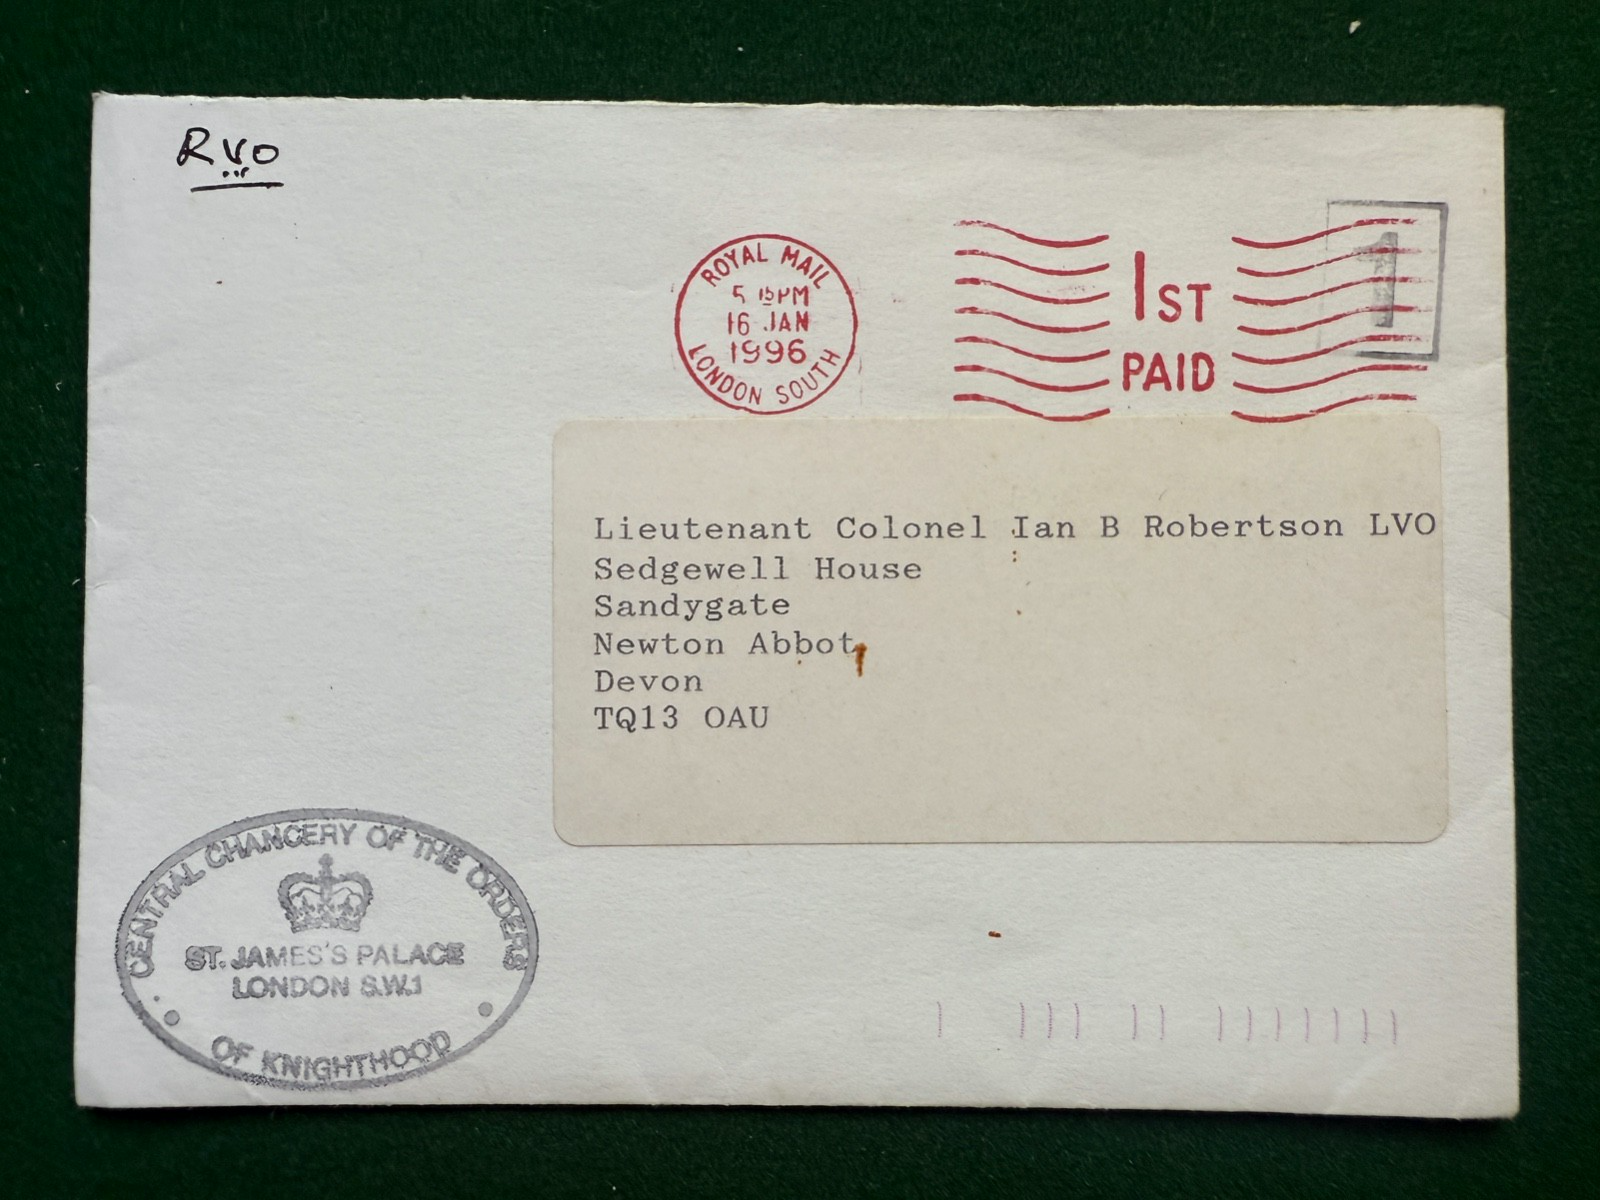 RVO
ROYAL MAIL
5 15PM
16 JAN
1996
LONDON SOUTH
1ST
PAID
1
Lieutenant Colonel Ian B Robertson LVO
Sedgewell House
Sandygate
Newton Abbot,
Devon
TQ13 OAU
CENTRAL CHANCERY OF THE ORDERS
ST. JAMES'S PALACE
LONDON S.W.1
OF KNIGHTHOOD